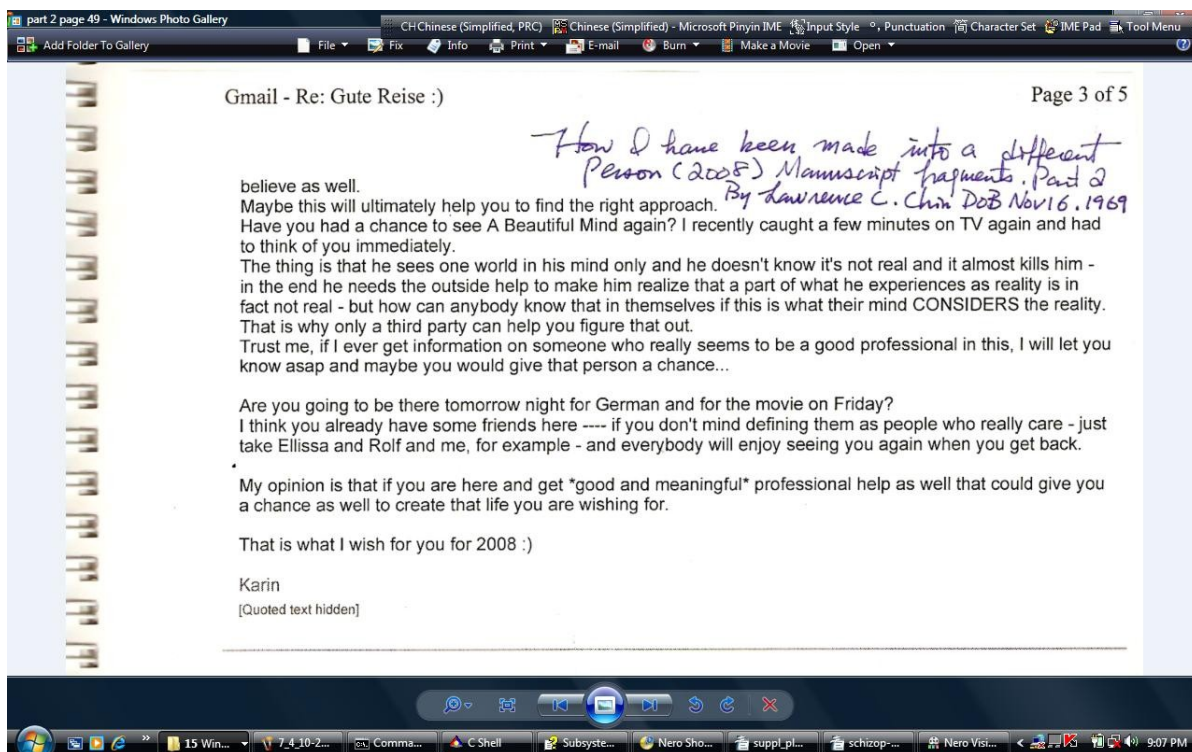 part 2 page 49 - Windows Photo Gallery
CH Chinese (Simplified, PRC) Chinese (Simplified) - Microsoft Pinyin IME Input Style °, Punctuation 简 Character Set IME Pad Tool Menu
Add Folder To Gallery File Fix Info Print E-mail Burn Make a Movie Open
Gmail - Re: Gute Reise :) Page 3 of 5
How I have been made into a different
Person (2008) Manuscript fragments. Part 2
By Lawrence C. Chin DoB Nov 16. 1969
believe as well.
Maybe this will ultimately help you to find the right approach.
Have you had a chance to see A Beautiful Mind again? I recently caught a few minutes on TV again and had
to think of you immediately.
The thing is that he sees one world in his mind only and he doesn't know it's not real and it almost kills him -
in the end he needs the outside help to make him realize that a part of what he experiences as reality is in
fact not real - but how can anybody know that in themselves if this is what their mind CONSIDERS the reality.
That is why only a third party can help you figure that out.
Trust me, if I ever get information on someone who really seems to be a good professional in this, I will let you
know asap and maybe you would give that person a chance...
Are you going to be there tomorrow night for German and for the movie on Friday?
I think you already have some friends here ---- if you don't mind defining them as people who really care - just
take Ellissa and Rolf and me, for example - and everybody will enjoy seeing you again when you get back.
My opinion is that if you are here and get *good and meaningful* professional help as well that could give you
a chance as well to create that life you are wishing for.
That is what I wish for you for 2008 :)
Karin
[Quoted text hidden]
15 Win... 7_4_10-2... Comma... C Shell Subsyste... Nero Sho... suppl_pl... schizop-... Nero Visi... 9:07 PM